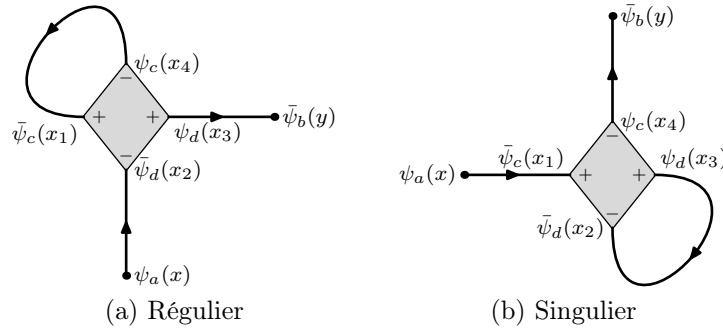 ψ̄_b(y)
ψ_c(x_4)
−
ψ̄_c(x_1)
+
+
ψ_d(x_3)
ψ̄_b(y)
−
ψ̄_d(x_2)
ψ_c(x_4)
−
ψ_a(x)
ψ̄_c(x_1)
+
+
ψ_d(x_3)
−
ψ̄_d(x_2)
ψ_a(x)
(a) Régulier
(b) Singulier